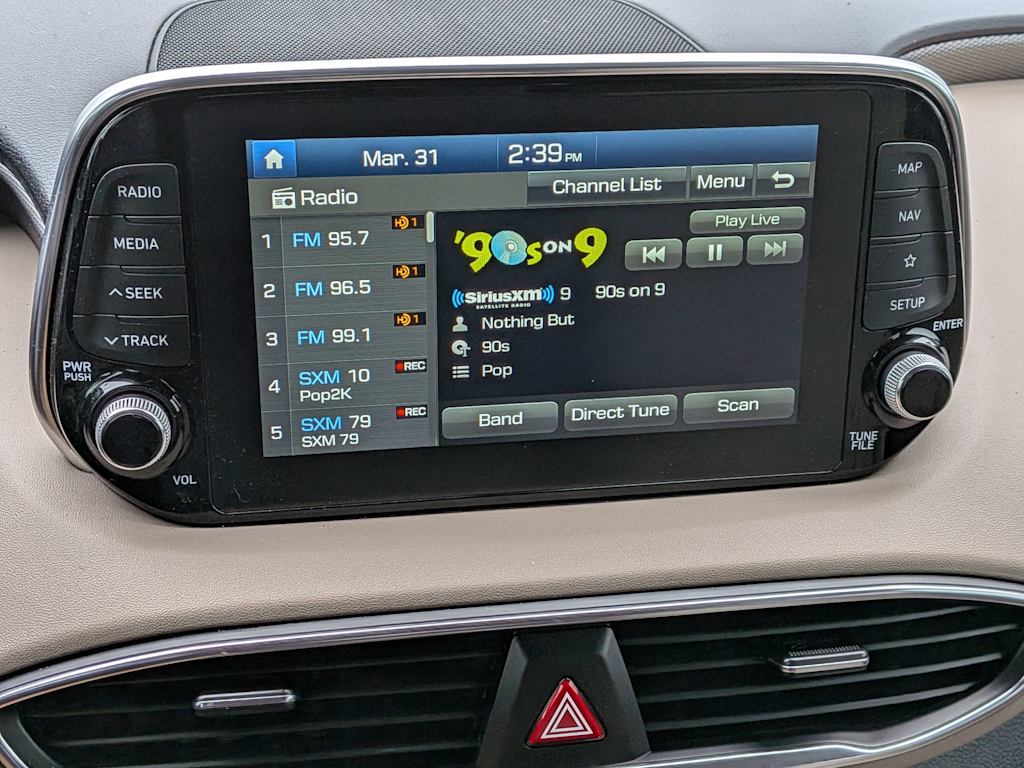 RADIO
MEDIA
SEEK
TRACK
PWR
PUSH
VOL
Mar. 31
2:39 PM
Radio
Channel List
Menu
1 FM 95.7 HD 1
2 FM 96.5 HD 1
3 FM 99.1 HD 1
4 SXM 10 REC
Pop2K
5 SXM 79 REC
SXM 79
Play Live
'90s ON 9
SiriusXM 9 90s on 9
SATELLITE RADIO
Nothing But
90s
Pop
Band
Direct Tune
Scan
MAP
NAV
SETUP
ENTER
TUNE
FILE